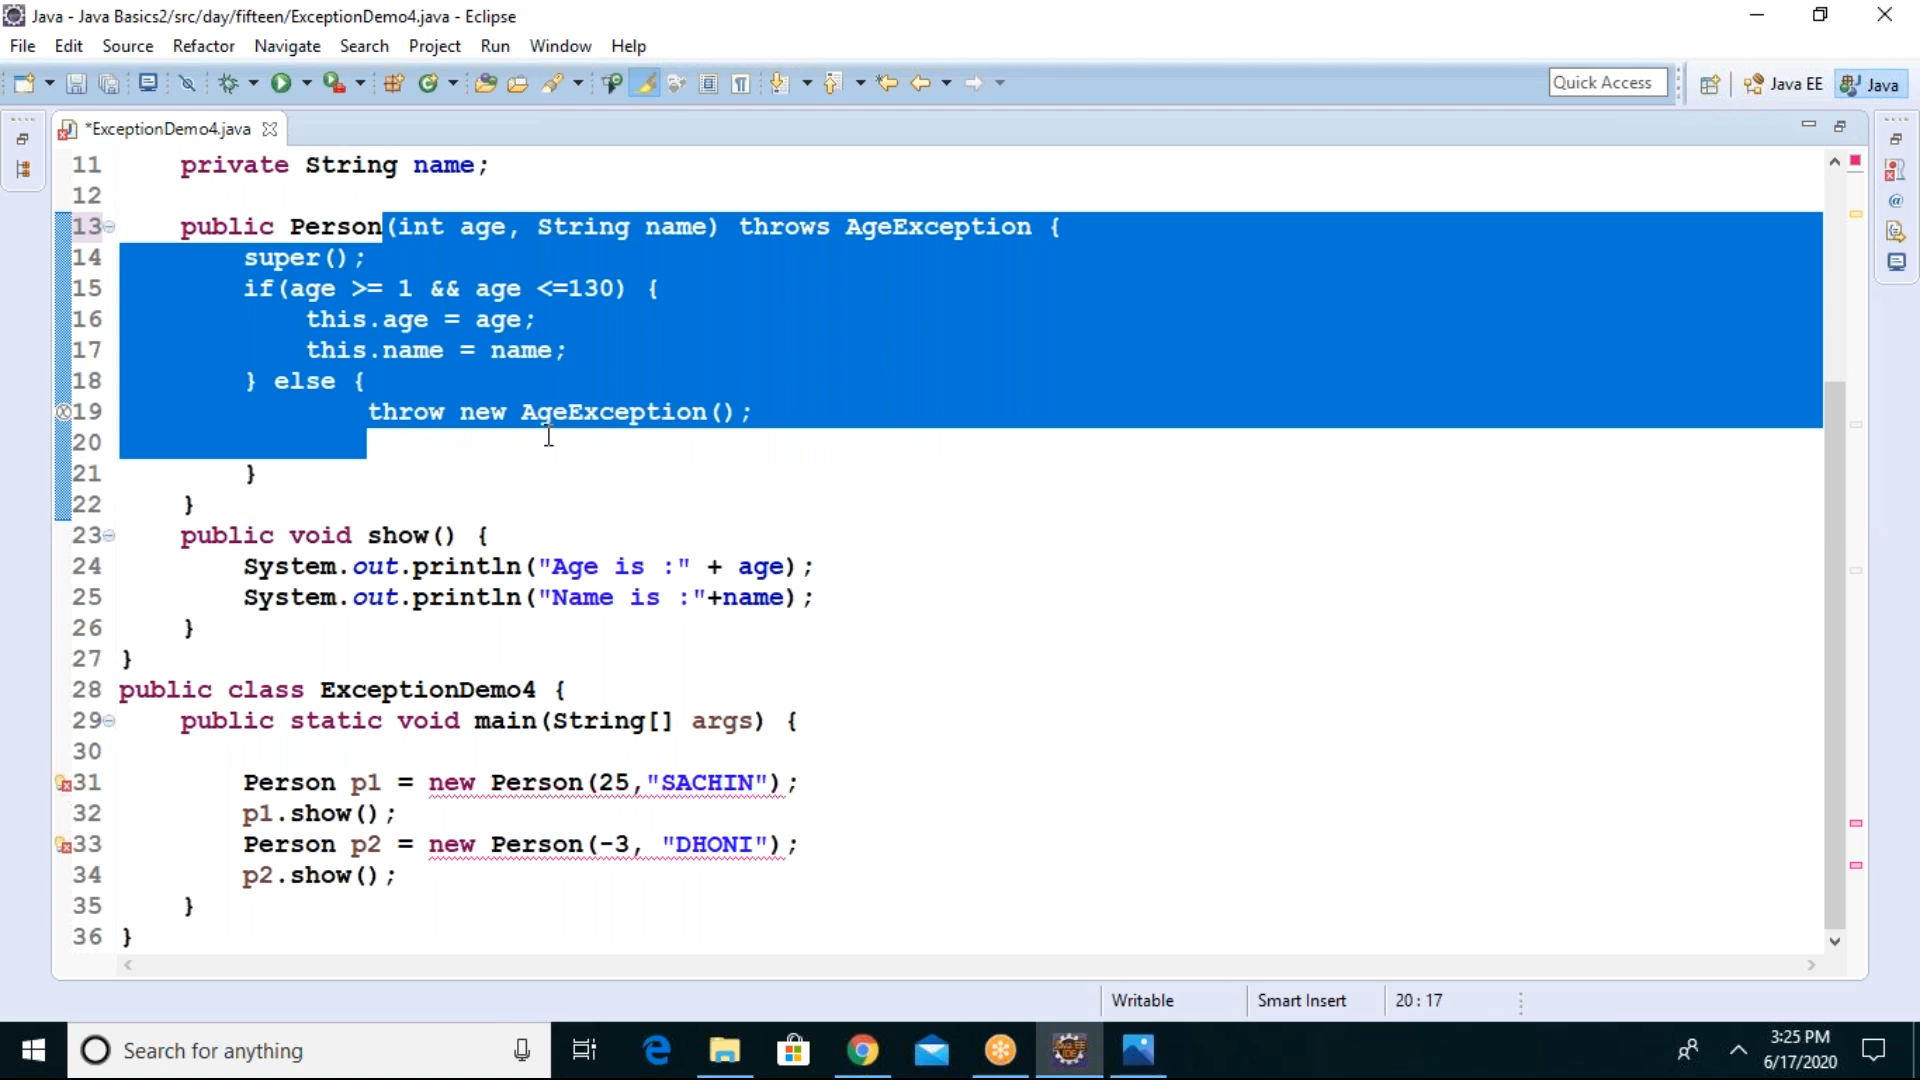 Java - Java Basics2/src/day/fifteen/ExceptionDemo4.java - Eclipse
File Edit Source Refactor Navigate Search Project Run Window Help
Quick Access Java EE Java
*ExceptionDemo4.java
11 private String name;
12
13 public Person(int age, String name) throws AgeException {
14 super();
15 if(age >= 1 && age <=130) {
16 this.age = age;
17 this.name = name;
18 } else {
19 throw new AgeException();
20
21 }
22 }
23 public void show() {
24 System.out.println("Age is :" + age);
25 System.out.println("Name is :"+name);
26 }
27 }
28 public class ExceptionDemo4 {
29 public static void main(String[] args) {
30
31 Person p1 = new Person(25,"SACHIN");
32 p1.show();
33 Person p2 = new Person(-3, "DHONI");
34 p2.show();
35 }
36 }
Writable Smart Insert 20 : 17
Search for anything
3:25 PM
6/17/2020